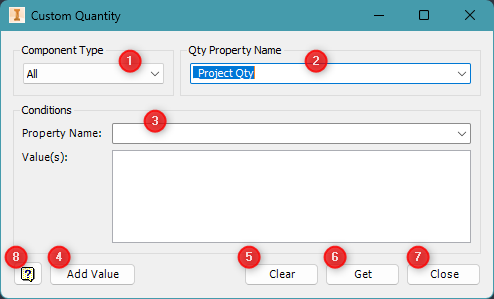 Custom Quantity
Component Type
1
All
Qty Property Name
2
_Project Qty
Conditions
3
Property Name:
Value(s):
8
?
4
Add Value
5
Clear
6
Get
7
Close